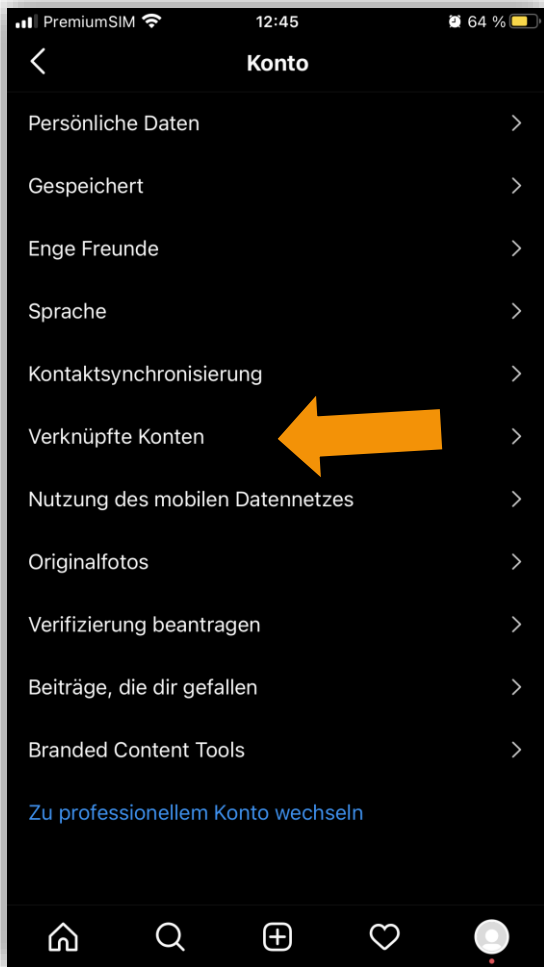 PremiumSIM 12:45 64 %
Konto
Persönliche Daten
Gespeichert
Enge Freunde
Sprache
Kontaktsynchronisierung
Verknüpfte Konten
Nutzung des mobilen Datennetzes
Originalfotos
Verifizierung beantragen
Beiträge, die dir gefallen
Branded Content Tools
Zu professionellem Konto wechseln